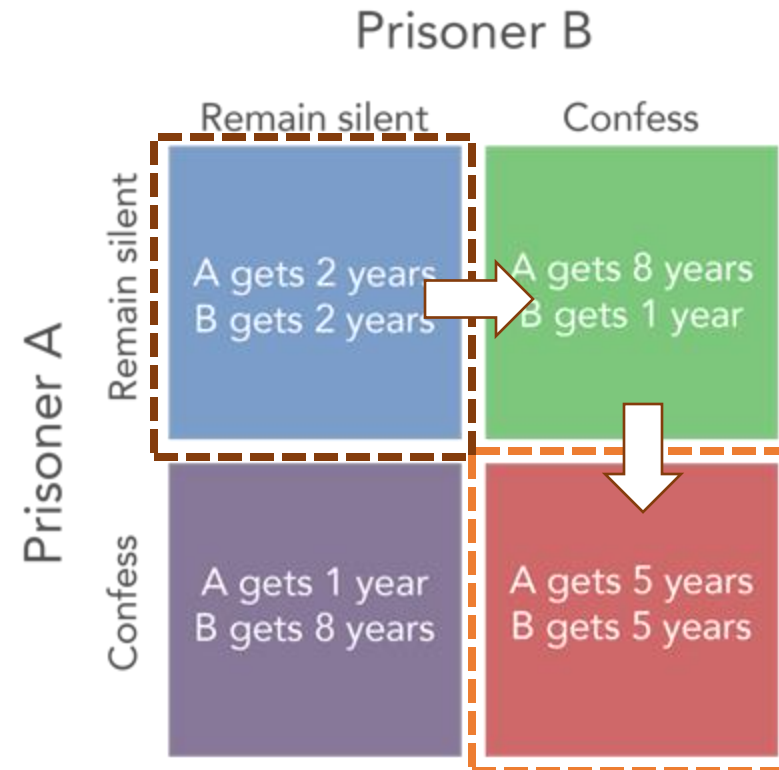 Prisoner B
Remain silent
Confess
Prisoner A
Remain silent
A gets 2 years
B gets 2 years
A gets 8 years
B gets 1 year
Confess
A gets 1 year
B gets 8 years
A gets 5 years
B gets 5 years